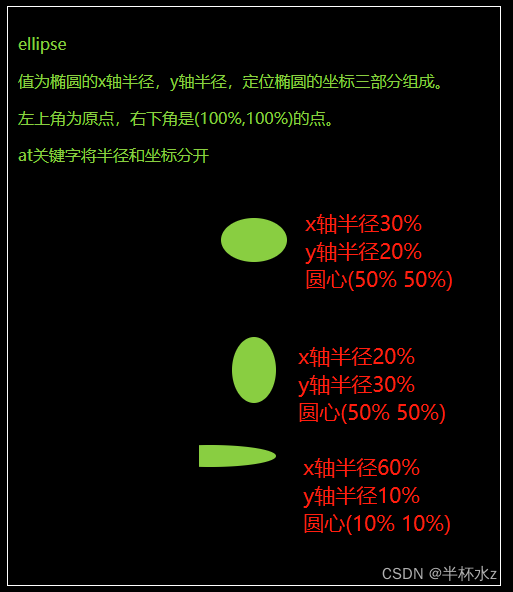 ellipse
值为椭圆的x轴半径，y轴半径，定位椭圆的坐标三部分组成。
左上角为原点，右下角是(100%,100%)的点。
at关键字将半径和坐标分开
x轴半径30%
y轴半径20%
圆心(50% 50%)
x轴半径20%
y轴半径30%
圆心(50% 50%)
x轴半径60%
y轴半径10%
圆心(10% 10%)
CSDN @半杯水z